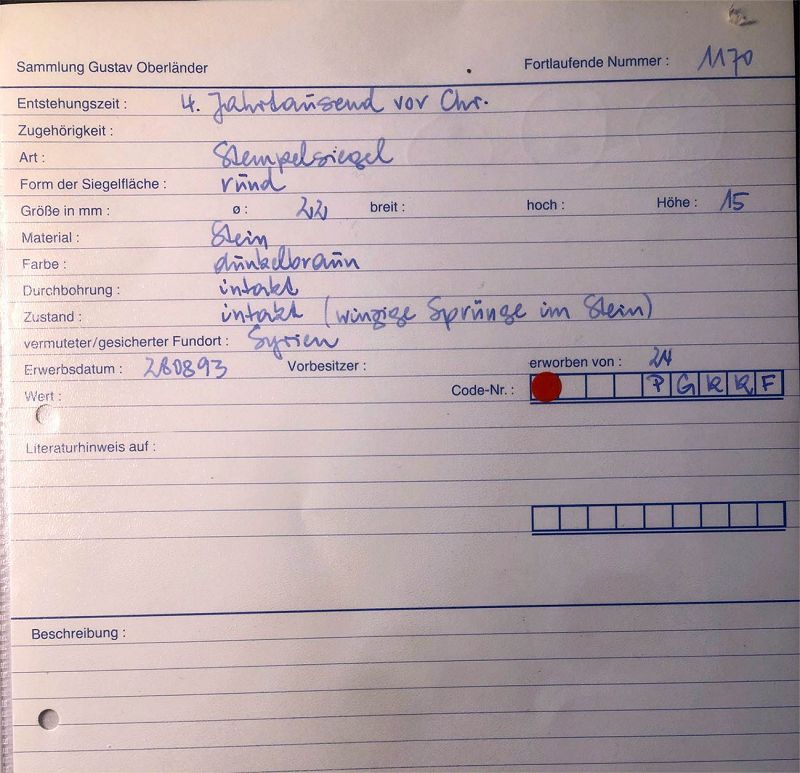 Sammlung Gustav Oberländer Fortlaufende Nummer : 1170
Entstehungszeit : 4. Jahrtausend vor Chr.
Zugehörigkeit :
Art : Stempelsiegel
Form der Siegelfläche : rund
Größe in mm : ø : 22 breit : hoch : Höhe : 15
Material : Stein
Farbe : dunkelbraun
Durchbohrung : intakt
Zustand : intakt (winzige Sprünge im Stein)
vermuteter/gesicherter Fundort : Syrien
Erwerbsdatum : 280893 Vorbesitzer : erworben von : 24
Wert : Code-Nr. : P G K K F
Literaturhinweis auf :
Beschreibung :